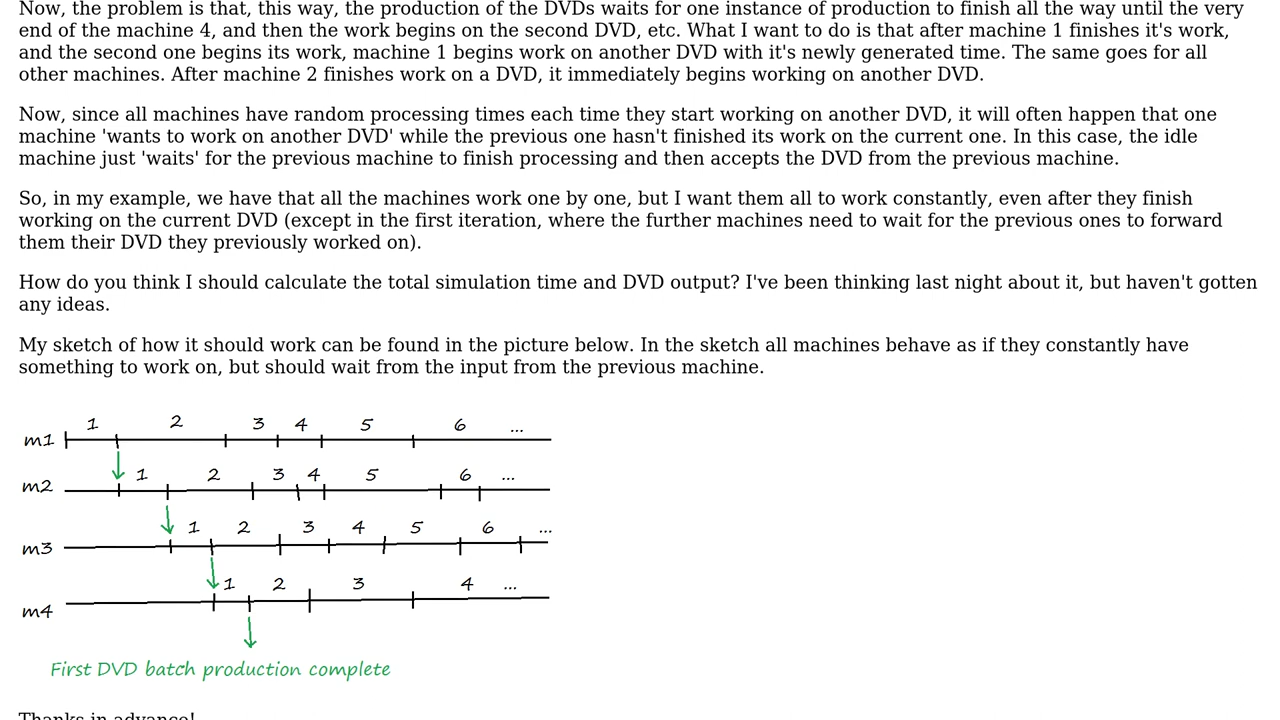 Now, the problem is that, this way, the production of the DVDs waits for one instance of production to finish all the way until the very
end of the machine 4, and then the work begins on the second DVD, etc. What I want to do is that after machine 1 finishes it's work,
and the second one begins its work, machine 1 begins work on another DVD with it's newly generated time. The same goes for all
other machines. After machine 2 finishes work on a DVD, it immediately begins working on another DVD.
Now, since all machines have random processing times each time they start working on another DVD, it will often happen that one
machine 'wants to work on another DVD' while the previous one hasn't finished its work on the current one. In this case, the idle
machine just 'waits' for the previous machine to finish processing and then accepts the DVD from the previous machine.
So, in my example, we have that all the machines work one by one, but I want them all to work constantly, even after they finish
working on the current DVD (except in the first iteration, where the further machines need to wait for the previous ones to forward
them their DVD they previously worked on).
How do you think I should calculate the total simulation time and DVD output? I've been thinking last night about it, but haven't gotten
any ideas.
My sketch of how it should work can be found in the picture below. In the sketch all machines behave as if they constantly have
something to work on, but should wait from the input from the previous machine.
1 2 3 4 5 6 ...
m1
1 2 3 4 5 6 ...
m2
1 2 3 4 5 6 ...
m3
1 2 3 4 ...
m4
First DVD batch production complete
Thanks in advance!